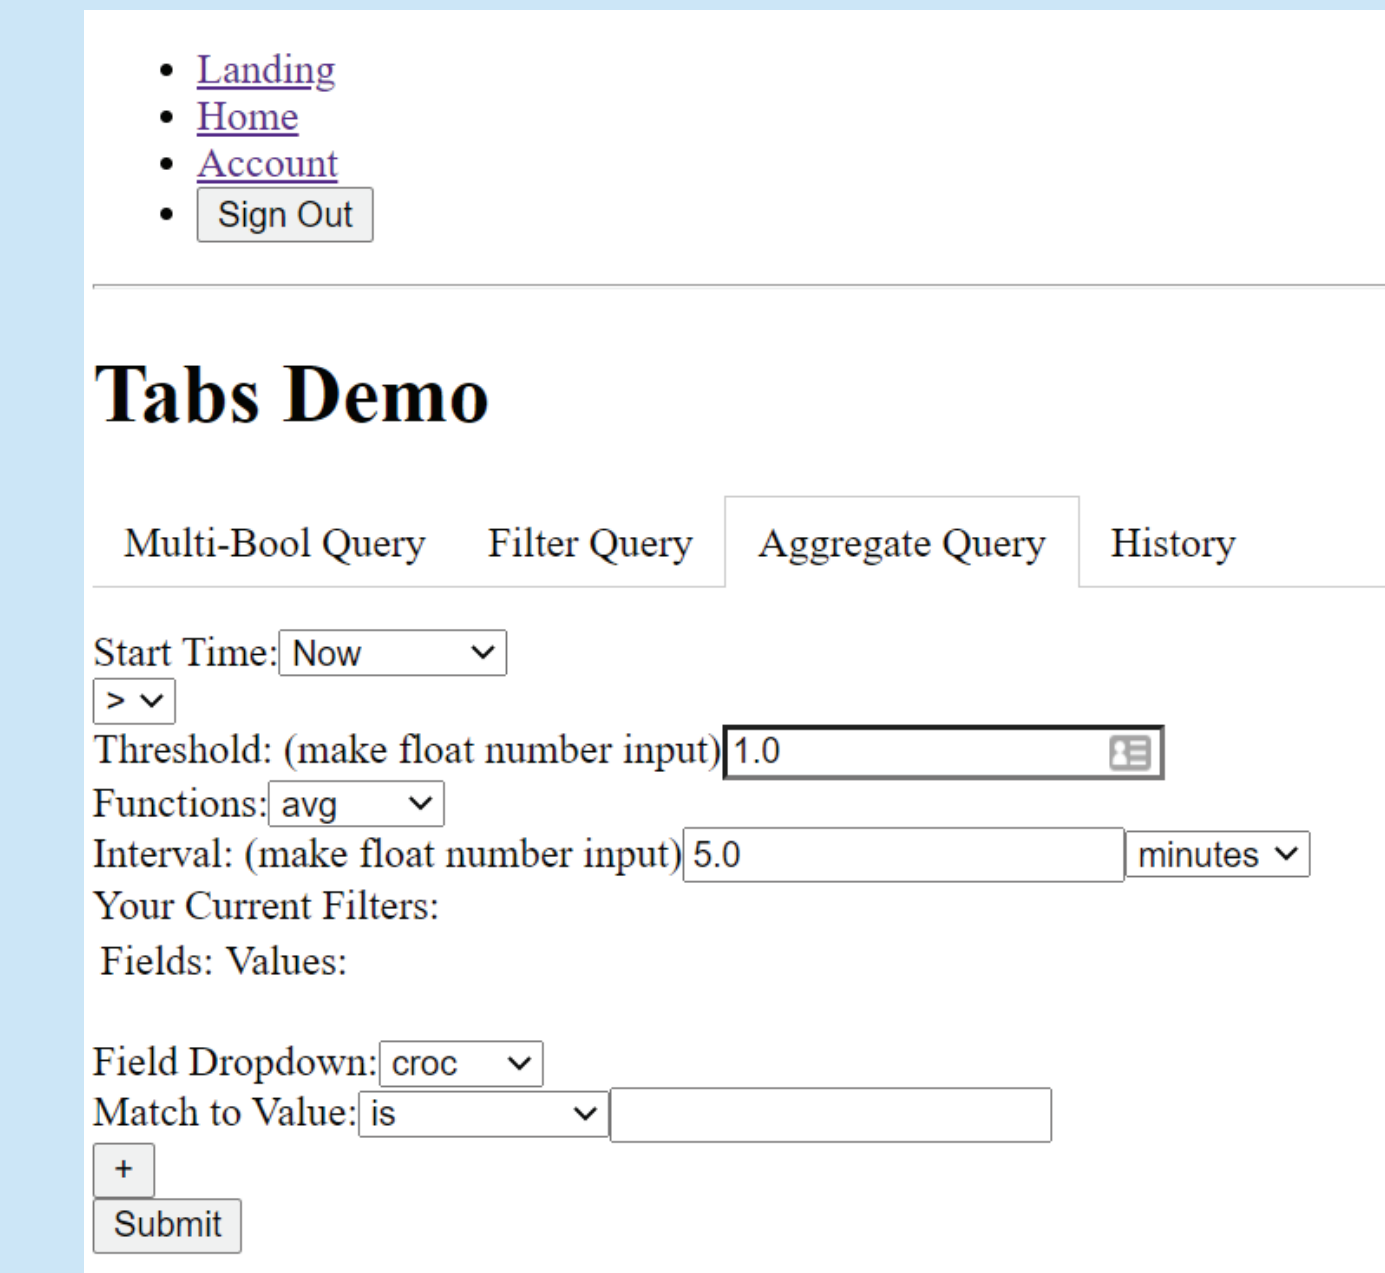 Landing
Home
Account
Sign Out
Tabs Demo
Multi-Bool Query Filter Query Aggregate Query History
Start Time: Now
>
Threshold: (make float number input) 1.0
Functions: avg
Interval: (make float number input) 5.0 minutes
Your Current Filters:
Fields: Values:
Field Dropdown: croc
Match to Value: is
+
Submit